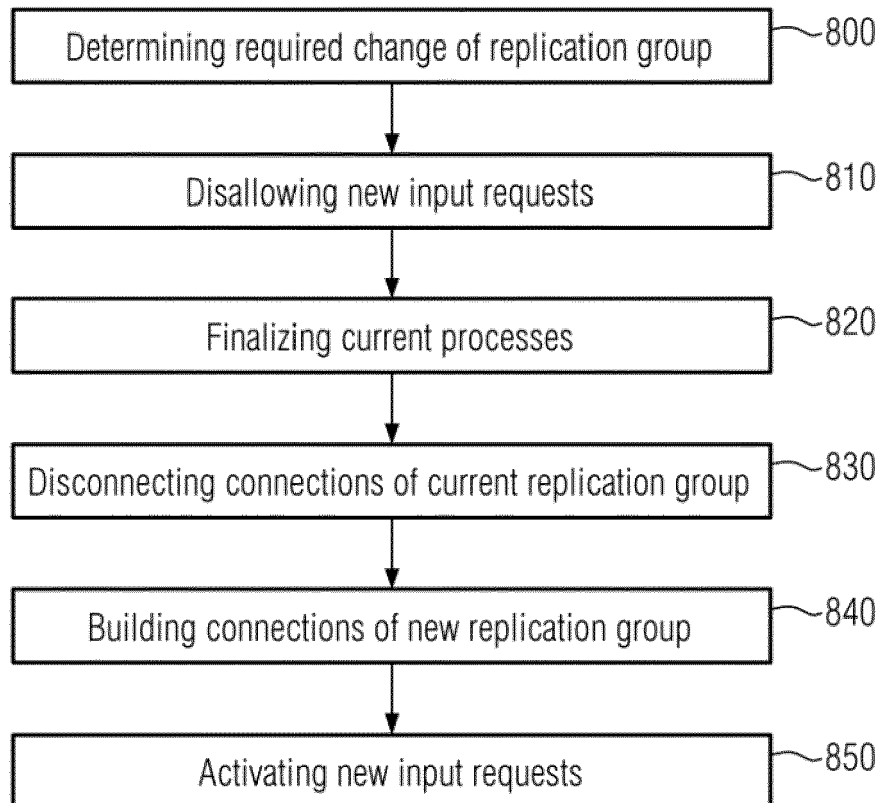 Determining required change of replication group 800
Disallowing new input requests 810
Finalizing current processes 820
Disconnecting connections of current replication group 830
Building connections of new replication group 840
Activating new input requests 850